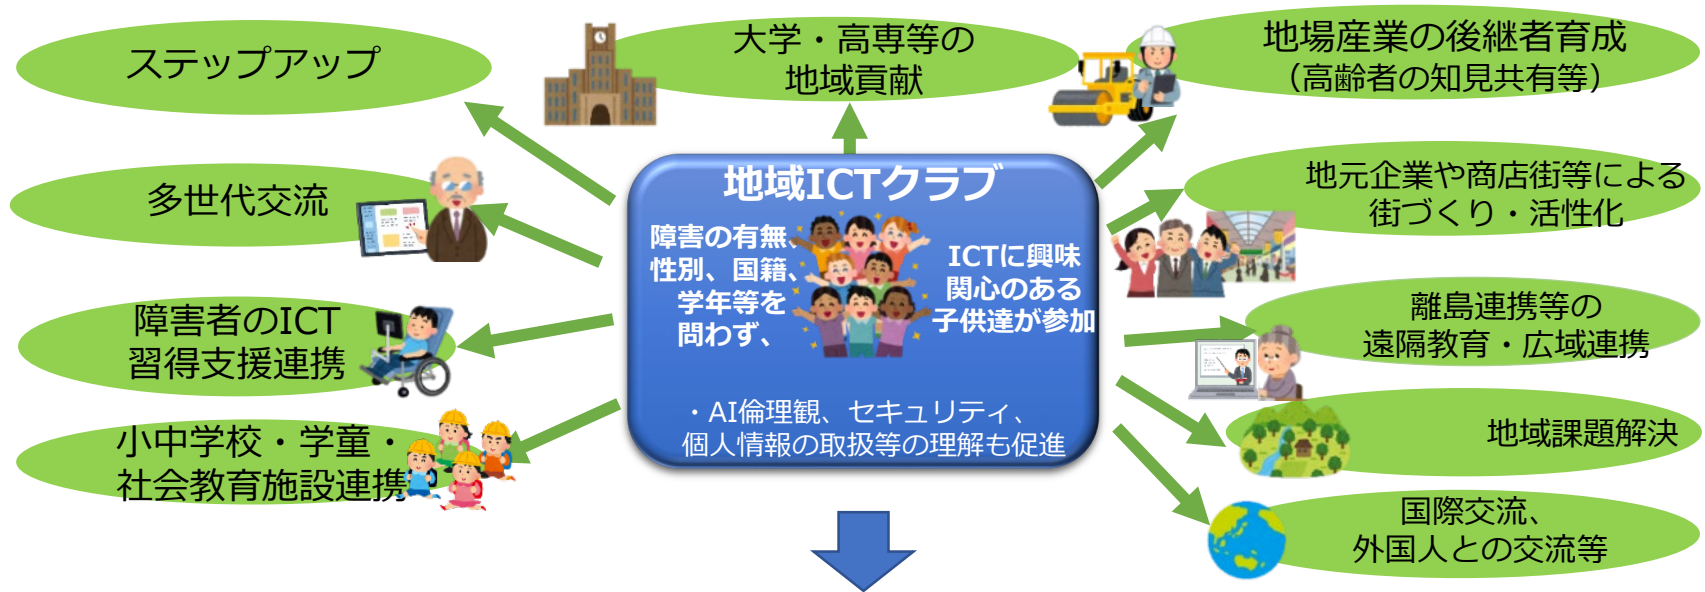 ステップアップ
大学・高専等の
地域貢献
地場産業の後継者育成
（高齢者の知見共有等）
多世代交流
地域ICTクラブ
障害の有無、
性別、国籍、
学年等を
問わず、
ICTに興味
関心のある
子供達が参加
・AI倫理観、セキュリティ、
個人情報の取扱等の理解も促進
地元企業や商店街等による
街づくり・活性化
障害者のICT
習得支援連携
離島連携等の
遠隔教育・広域連携
小中学校・学童・
社会教育施設連携
地域課題解決
国際交流、
外国人との交流等